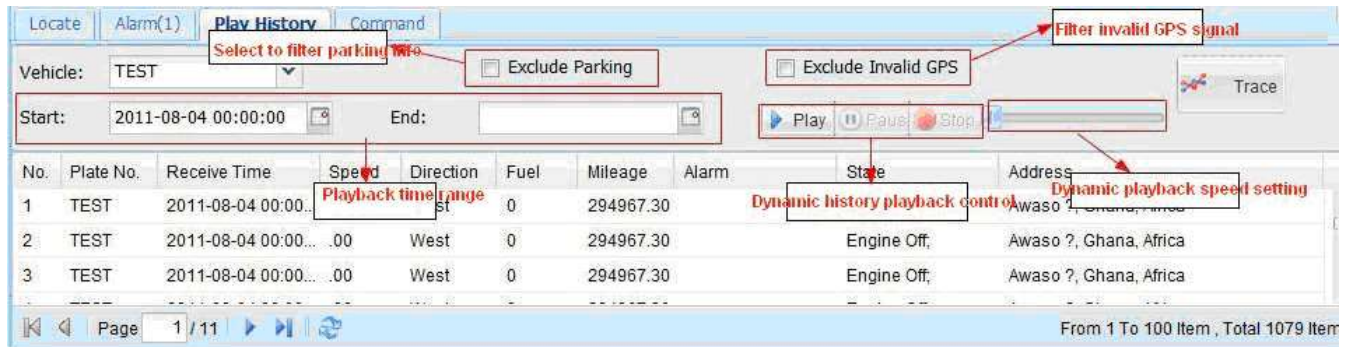 Locate Alarm(1) Play History Command
Filter invalid GPS signal
Select to filter parking info
Vehicle: TEST Exclude Parking Exclude Invalid GPS Trace
Start: 2011-08-04 00:00:00 End: Play Paus Stop
No. Plate No. Receive Time Speed Direction Fuel Mileage Alarm State Address
Playback time range Dynamic history playback control Dynamic playback speed setting
1 TEST 2011-08-04 00:00... 0 294967.30 Awaso
2 TEST 2011-08-04 00:00... .00 West 0 294967.30 Engine Off; Awaso ?, Ghana, Africa
3 TEST 2011-08-04 00:00... .00 West 0 294967.30 Engine Off; Awaso ?, Ghana, Africa
Page 1 / 11 From 1 To 100 Item , Total 1079 Item